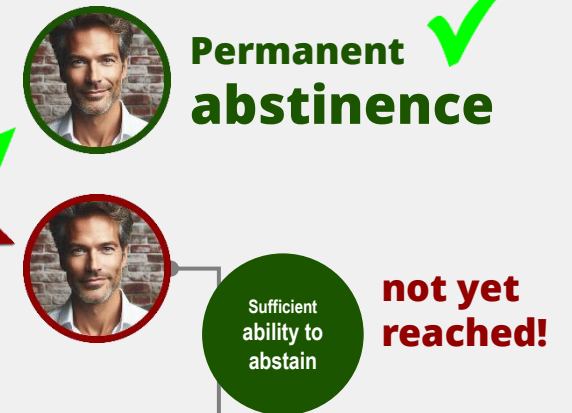 Permanent
abstinence
Sufficient
ability to
abstain
not yet
reached!